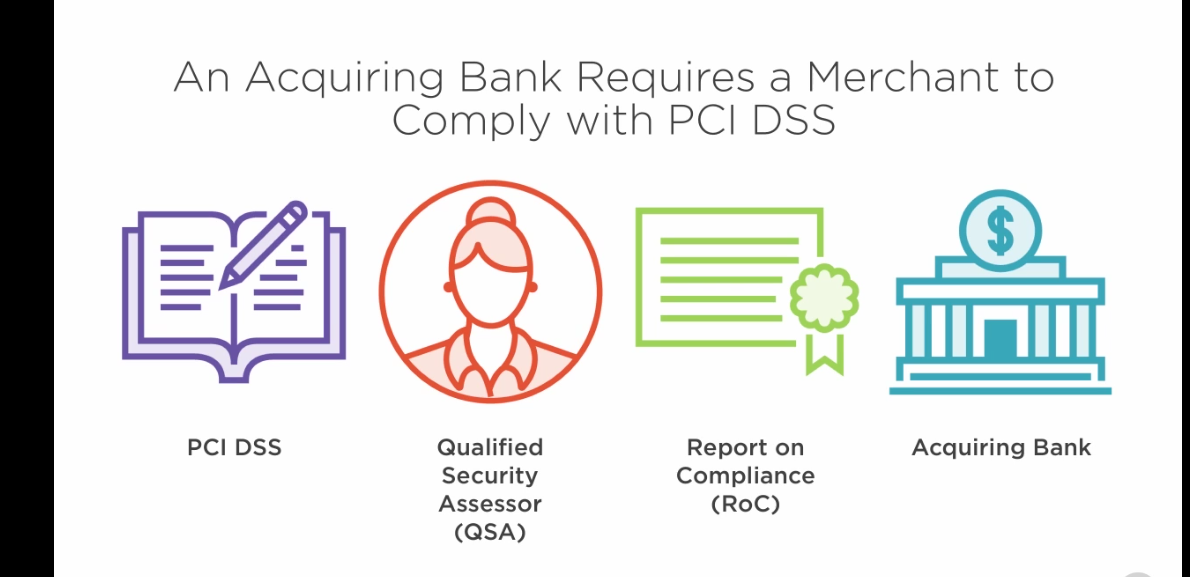 An Acquiring Bank Requires a Merchant to
Comply with PCI DSS
$
PCI DSS
Qualified
Security
Assessor
(QSA)
Report on
Compliance
(RoC)
Acquiring Bank